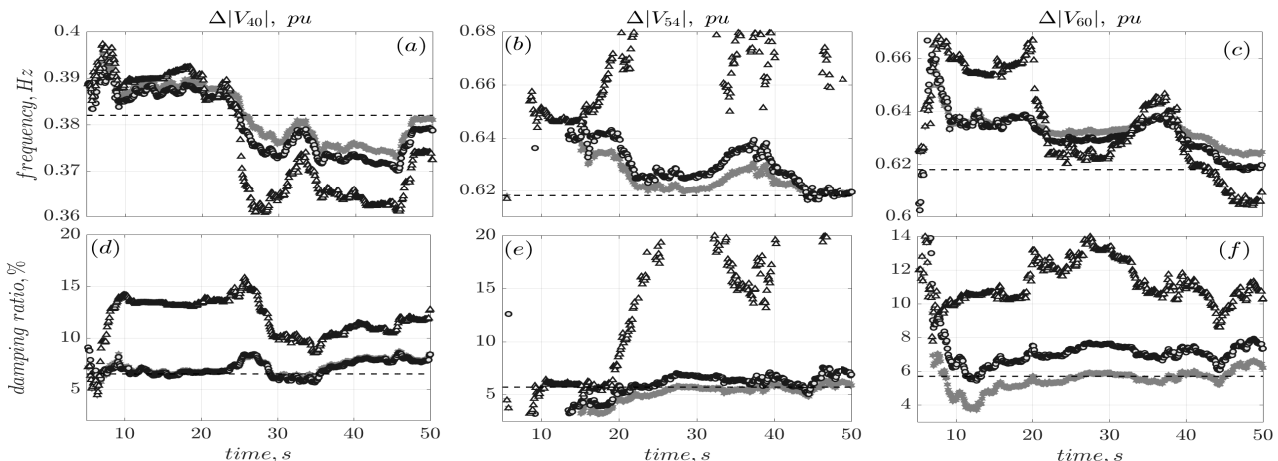 Δ|V₄₀|, pu
Δ|V₅₄|, pu
Δ|V₆₀|, pu
frequency, Hz
0.4
0.39
0.38
0.37
0.36
(a)
0.68
0.66
0.64
0.62
(b)
0.66
0.64
0.62
0.6
(c)
damping ratio, %
20
15
10
5
(d)
10 20 30 40 50
time, s
20
15
10
5
(e)
10 20 30 40 50
time, s
14
12
10
8
6
4
(f)
10 20 30 40 50
time, s